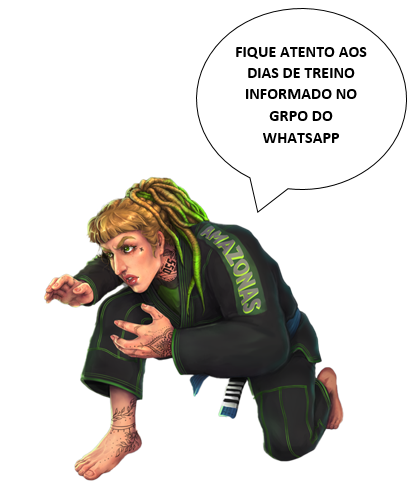 FIQUE ATENTO AOS
DIAS DE TREINO
INFORMADO NO
GRPO DO
WHATSAPP
AMAZONAS